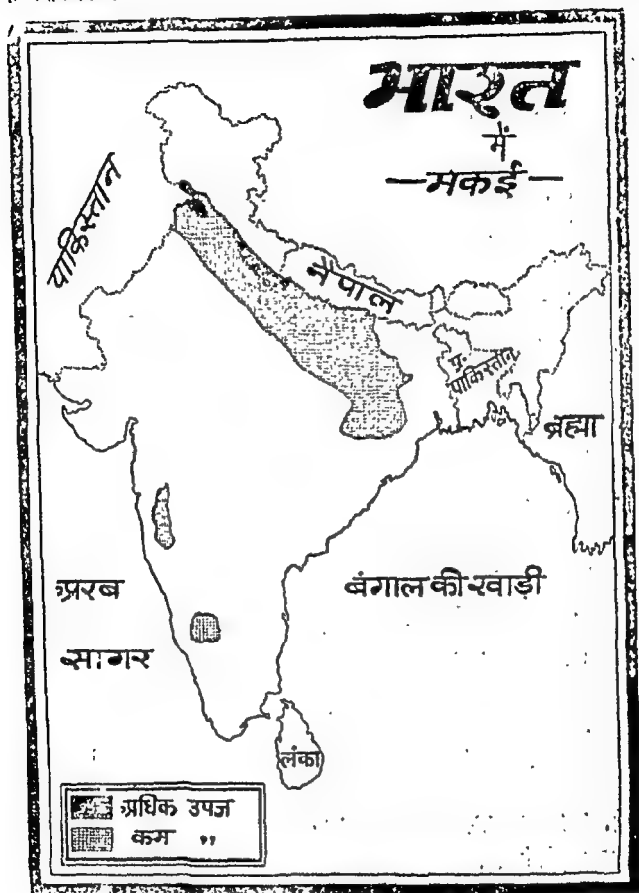 भारत
में
—मकई—
पाकिस्तान
नैपाल
पू. पाकिस्तान
ब्रह्मा
अरब
सागर
बंगाल की खाड़ी
लंका
अधिक उपज
कम ,,